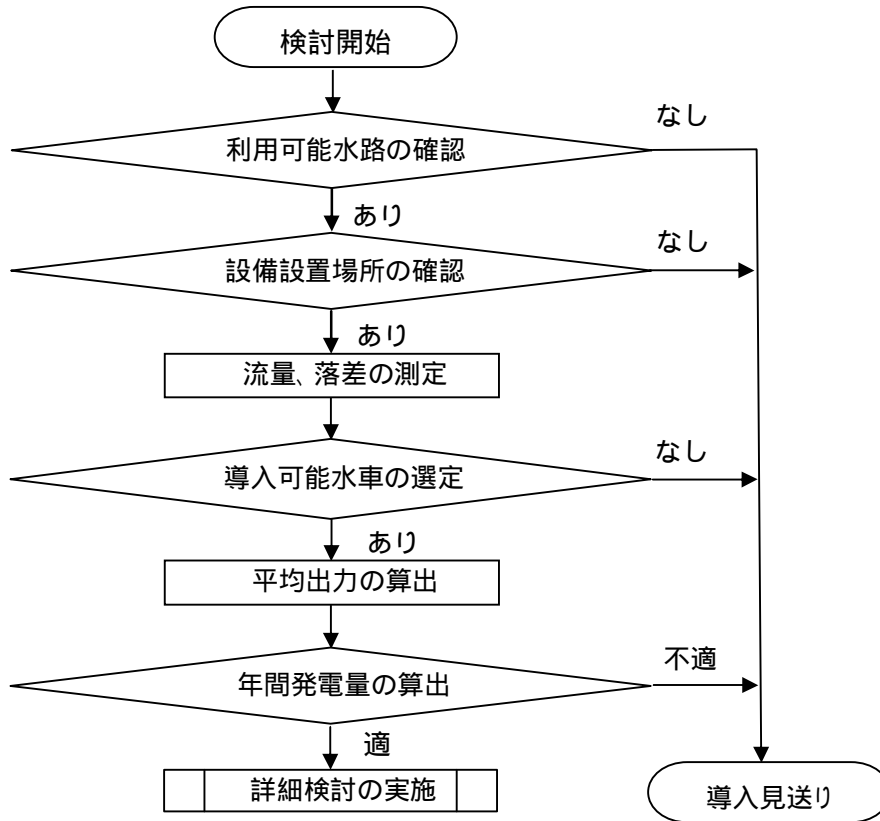 検討開始
なし
利用可能水路の確認
あり
なし
設備設置場所の確認
あり
流量、落差の測定
なし
導入可能水車の選定
あり
平均出力の算出
不適
年間発電量の算出
適
詳細検討の実施
導入見送り